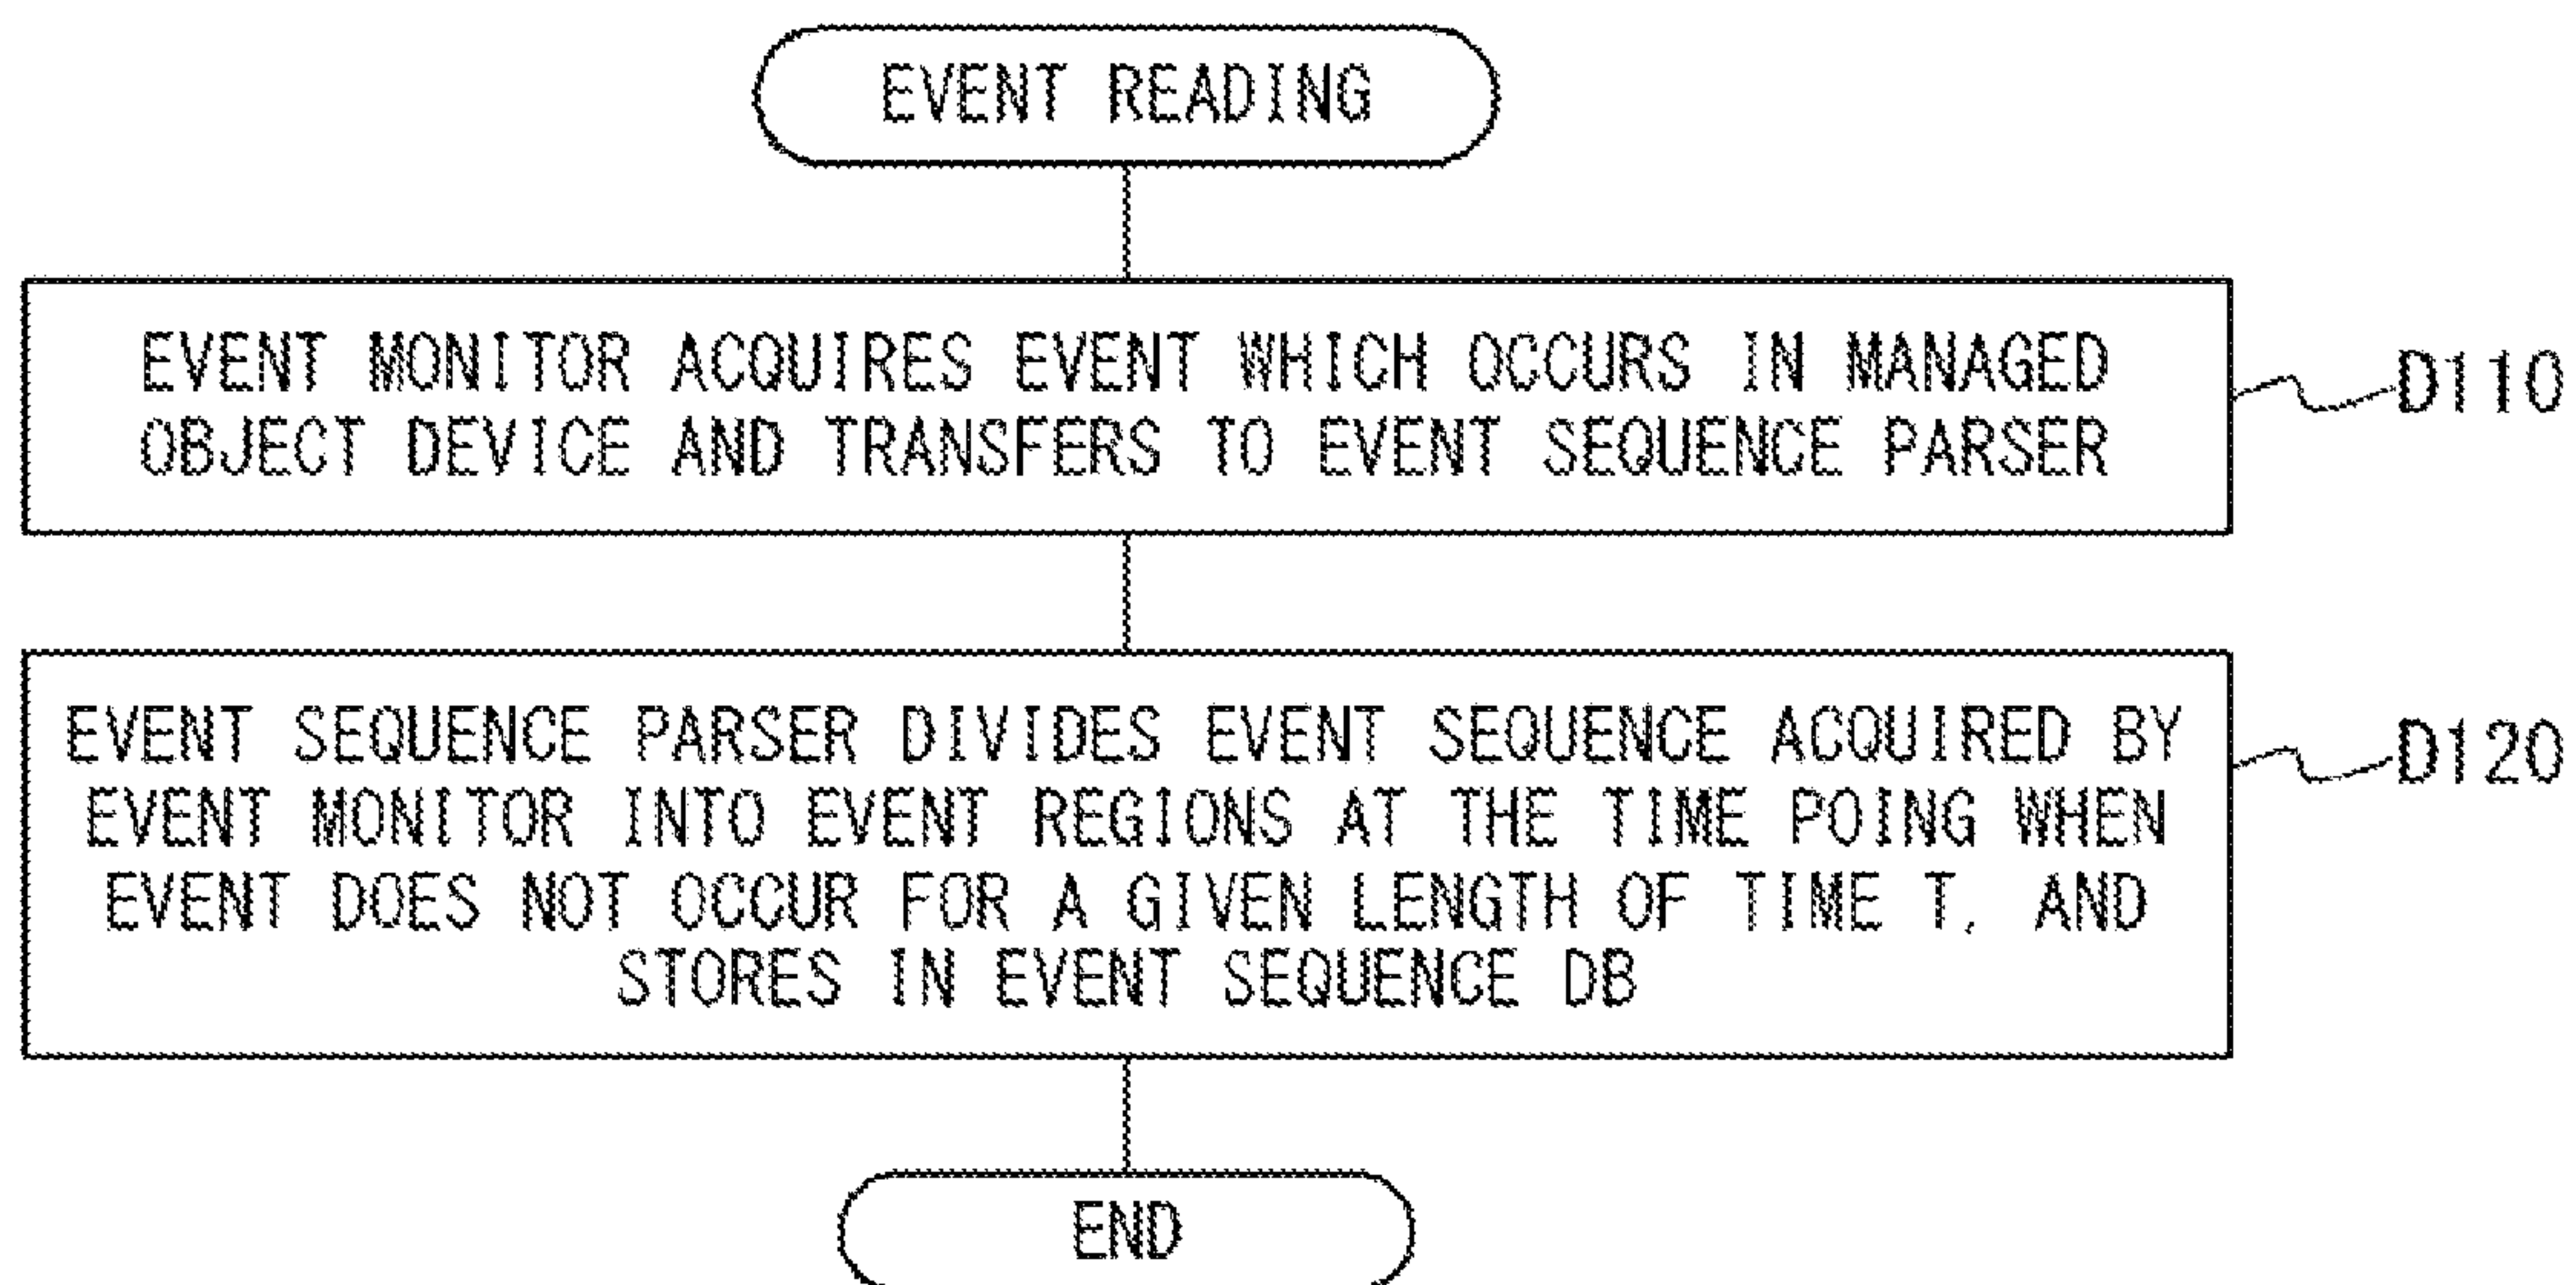 EVENT READING
EVENT MONITOR ACQUIRES EVENT WHICH OCCURS IN MANAGED
OBJECT DEVICE AND TRANSFERS TO EVENT SEQUENCE PARSER
D110
EVENT SEQUENCE PARSER DIVIDES EVENT SEQUENCE ACQUIRED BY
EVENT MONITOR INTO EVENT REGIONS AT THE TIME POING WHEN
EVENT DOES NOT OCCUR FOR A GIVEN LENGTH OF TIME T, AND
STORES IN EVENT SEQUENCE DB
D120
END